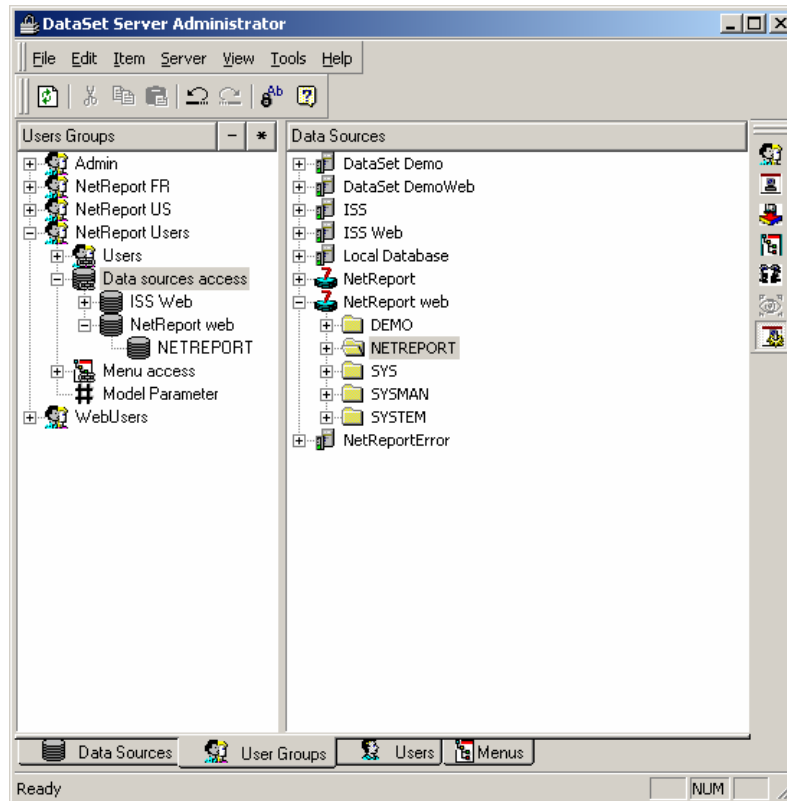 DataSet Server Administrator
File Edit Item Server View Tools Help
Ab
Users Groups
Admin
NetReport FR
NetReport US
NetReport Users
Users
Data sources access
ISS Web
NetReport web
NETREPORT
Menu access
Model Parameter
WebUsers
Data Sources
DataSet Demo
DataSet DemoWeb
ISS
ISS Web
Local Database
NetReport
NetReport web
DEMO
NETREPORT
SYS
SYSMAN
SYSTEM
NetReportError
Data Sources User Groups Users Menus
Ready NUM